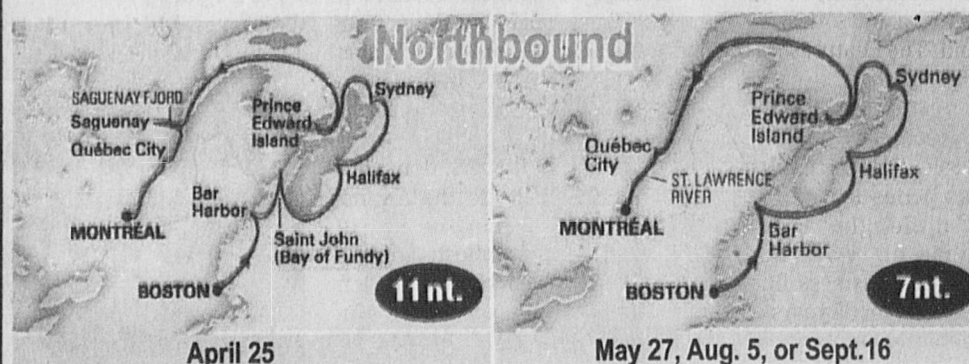 Northbound
SAGUENAY FJORD
Saguenay
Québec City
MONTRÉAL
Prince
Edward
Island
Sydney
Halifax
Bar
Harbor
Saint John
(Bay of Fundy)
BOSTON
11nt.
April 25
Québec
City
ST. LAWRENCE
RIVER
MONTRÉAL
Prince
Edward
Island
Sydney
Halifax
Bar
Harbor
BOSTON
7nt.
May 27, Aug. 5, or Sept.16